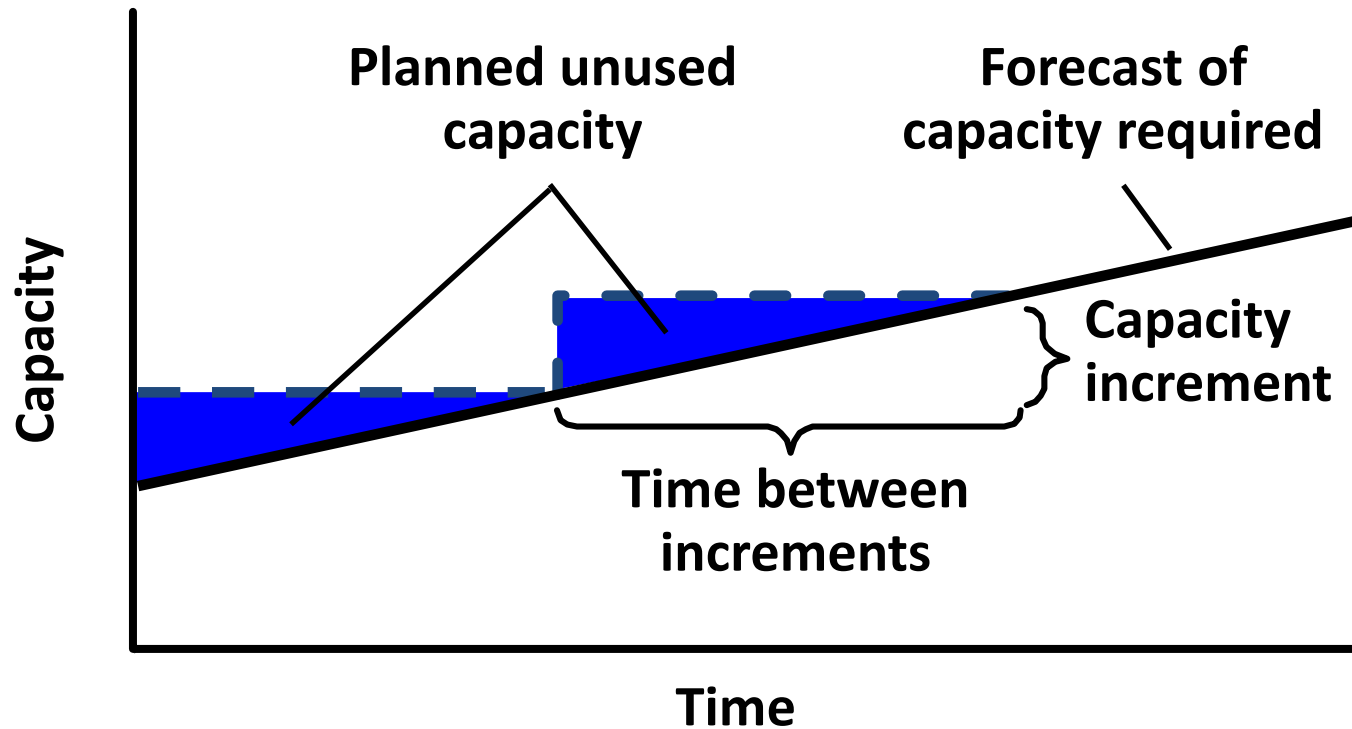 Planned unused
capacity
Forecast of
capacity required
Capacity
Capacity
increment
Time between
increments
Time